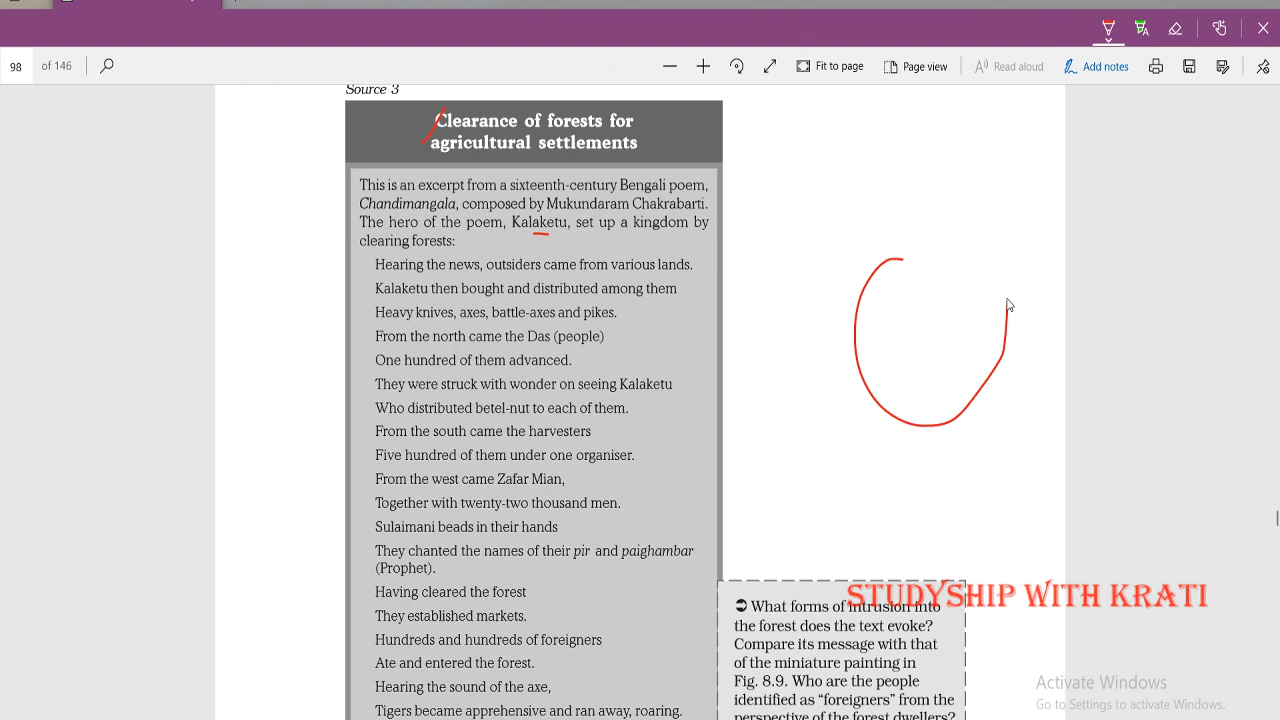 98 of 146 Fit to page Page view Read aloud Add notes
Source 3
Clearance of forests for
agricultural settlements
This is an excerpt from a sixteenth-century Bengali poem,
Chandimangala, composed by Mukundaram Chakrabarti.
The hero of the poem, Kalaketu, set up a kingdom by
clearing forests:
Hearing the news, outsiders came from various lands.
Kalaketu then bought and distributed among them
Heavy knives, axes, battle-axes and pikes.
From the north came the Das (people)
One hundred of them advanced.
They were struck with wonder on seeing Kalaketu
Who distributed betel-nut to each of them.
From the south came the harvesters
Five hundred of them under one organiser.
From the west came Zafar Mian,
Together with twenty-two thousand men.
Sulaimani beads in their hands
They chanted the names of their pir and paighambar
(Prophet).
Having cleared the forest
They established markets.
Hundreds and hundreds of foreigners
Ate and entered the forest.
Hearing the sound of the axe,
Tigers became apprehensive and ran away, roaring.
STUDYSHIP WITH KRATI
What forms of intrusion into
the forest does the text evoke?
Compare its message with that
of the miniature painting in
Fig. 8.9. Who are the people
identified as “foreigners” from the
perspective of the forest dwellers?
Activate Windows
Go to Settings to activate Windows.